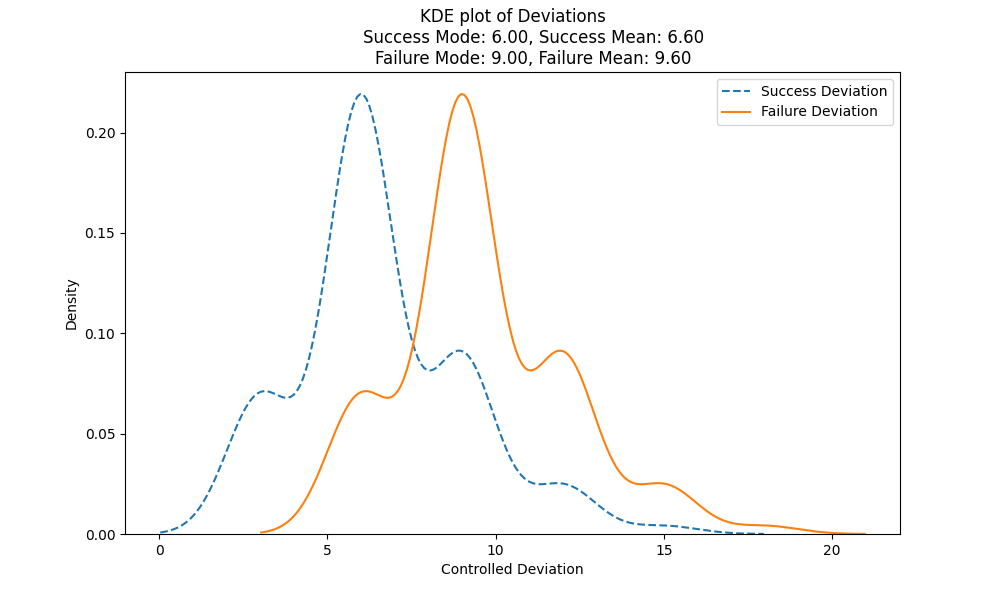 KDE plot of Deviations
Success Mode: 6.00, Success Mean: 6.60
Failure Mode: 9.00, Failure Mean: 9.60
Success Deviation
Failure Deviation
0.20
0.15
0.10
0.05
0.00
Density
0 5 10 15 20
Controlled Deviation